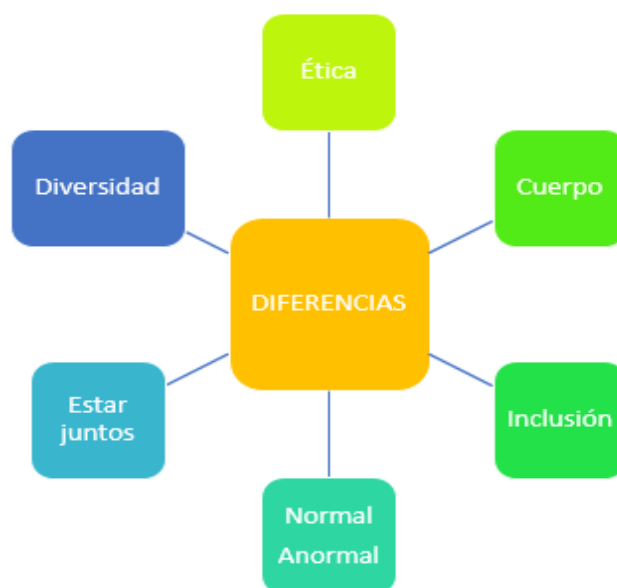 Ética
Diversidad
Cuerpo
DIFERENCIAS
Estar
juntos
Inclusión
Normal
Anormal